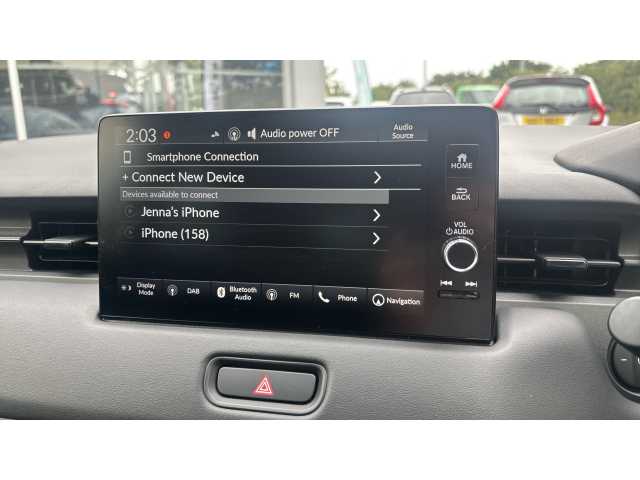 2:03 Audio power OFF Audio Source
Smartphone Connection
HOME
+ Connect New Device
BACK
Devices available to connect
Jenna's iPhone
VOL
AUDIO
iPhone (158)
Display Mode DAB Bluetooth Audio FM Phone Navigation